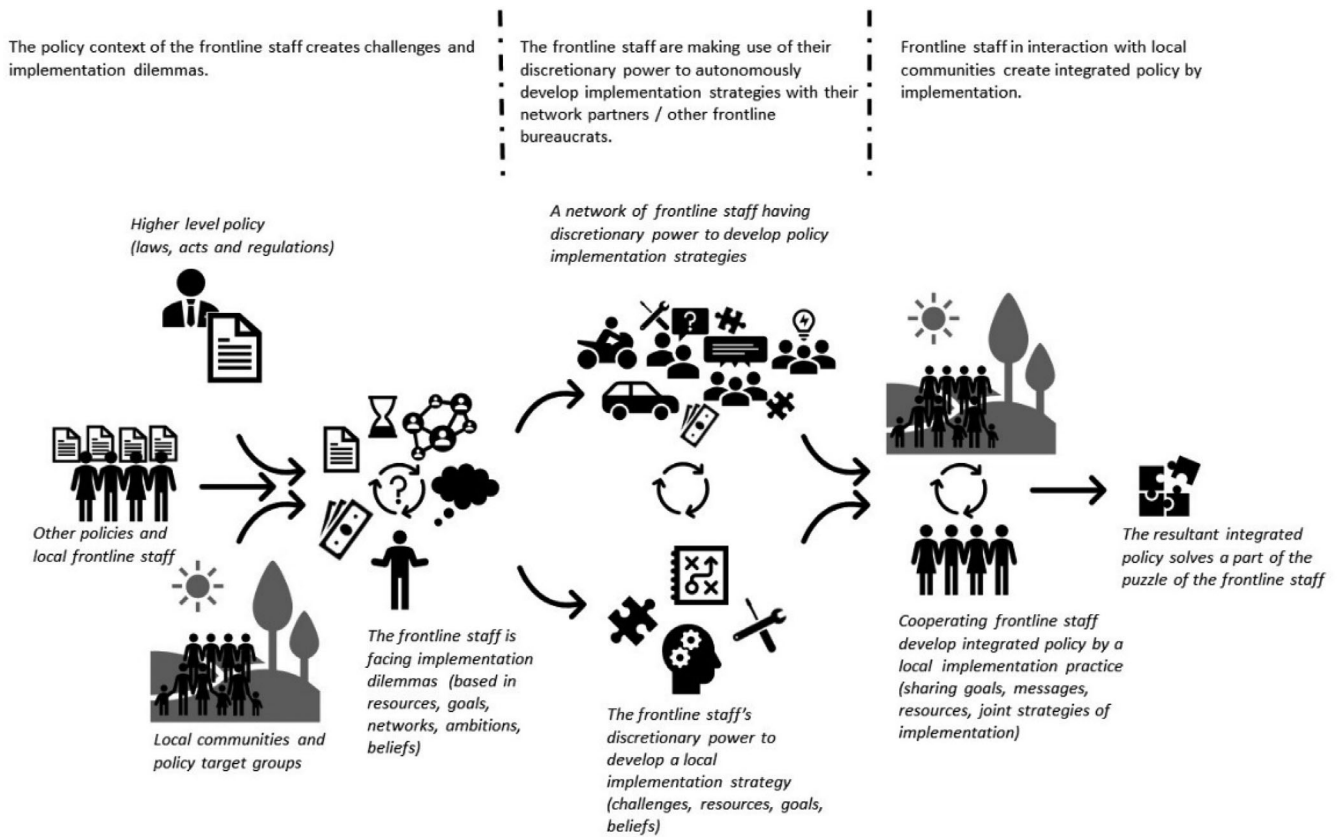 The policy context of the frontline staff creates challenges and
implementation dilemmas.
The frontline staff are making use of their
discretionary power to autonomously
develop implementation strategies with their
network partners / other frontline
bureaucrats.
Frontline staff in interaction with local
communities create integrated policy by
implementation.
Higher level policy
(laws, acts and regulations)
Other policies and
local frontline staff
Local communities and
policy target groups
?
The frontline staff is
facing implementation
dilemmas (based in
resources, goals,
networks, ambitions,
beliefs)
A network of frontline staff having
discretionary power to develop policy
implementation strategies
?
The frontline staff's
discretionary power to
develop a local
implementation strategy
(challenges, resources, goals,
beliefs)
Cooperating frontline staff
develop integrated policy by a
local implementation practice
(sharing goals, messages,
resources, joint strategies of
implementation)
The resultant integrated
policy solves a part of the
puzzle of the frontline staff